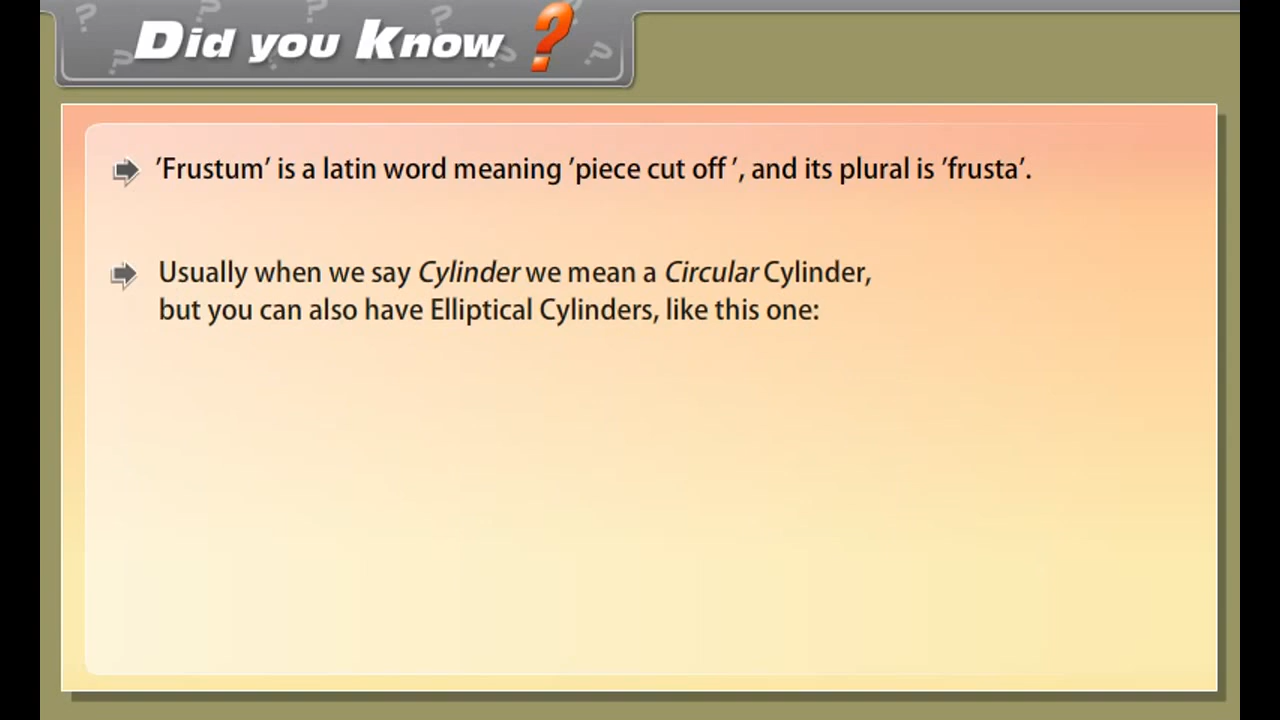 Did you Know ?
'Frustum' is a latin word meaning 'piece cut off ', and its plural is 'frusta'.
Usually when we say Cylinder we mean a Circular Cylinder,
but you can also have Elliptical Cylinders, like this one: